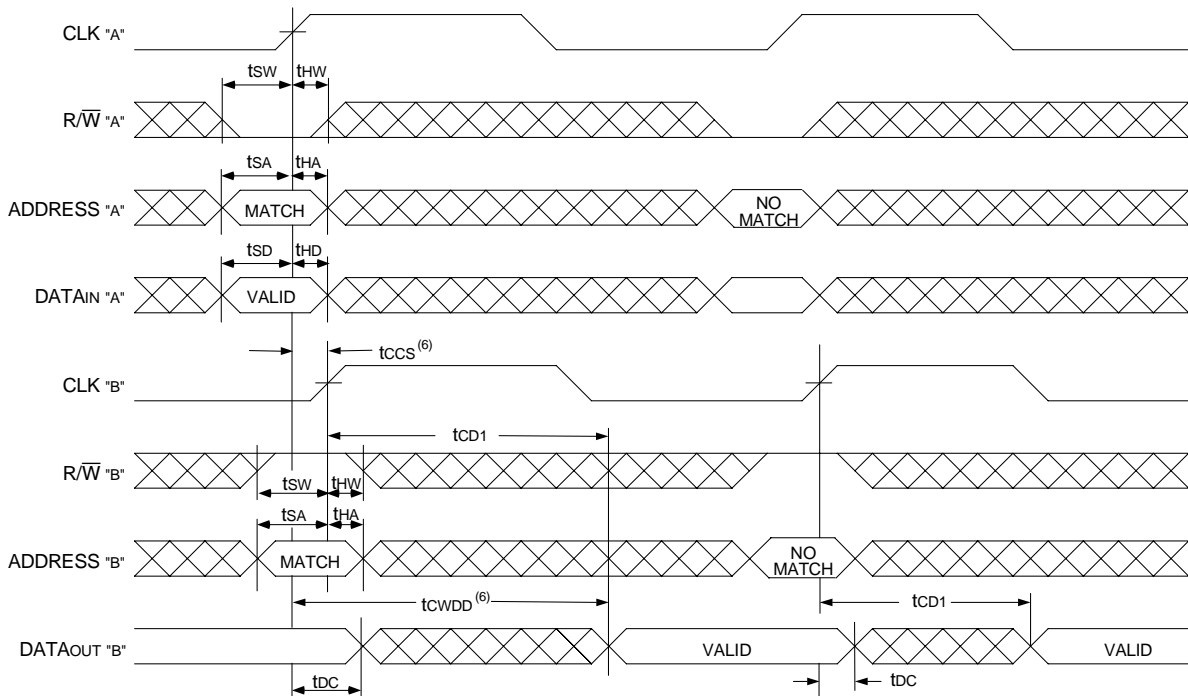 CLK "A"
tSW tHW
R/W̅ "A"
tSA tHA
ADDRESS "A" MATCH NO MATCH
tSD tHD
DATAIN "A" VALID
tCCS (6)
CLK "B"
tCD1
R/W̅ "B"
tSW tHW
tSA tHA
ADDRESS "B" MATCH NO MATCH
tCWDD (6) tCD1
DATAOUT "B" VALID VALID
tDC tDC